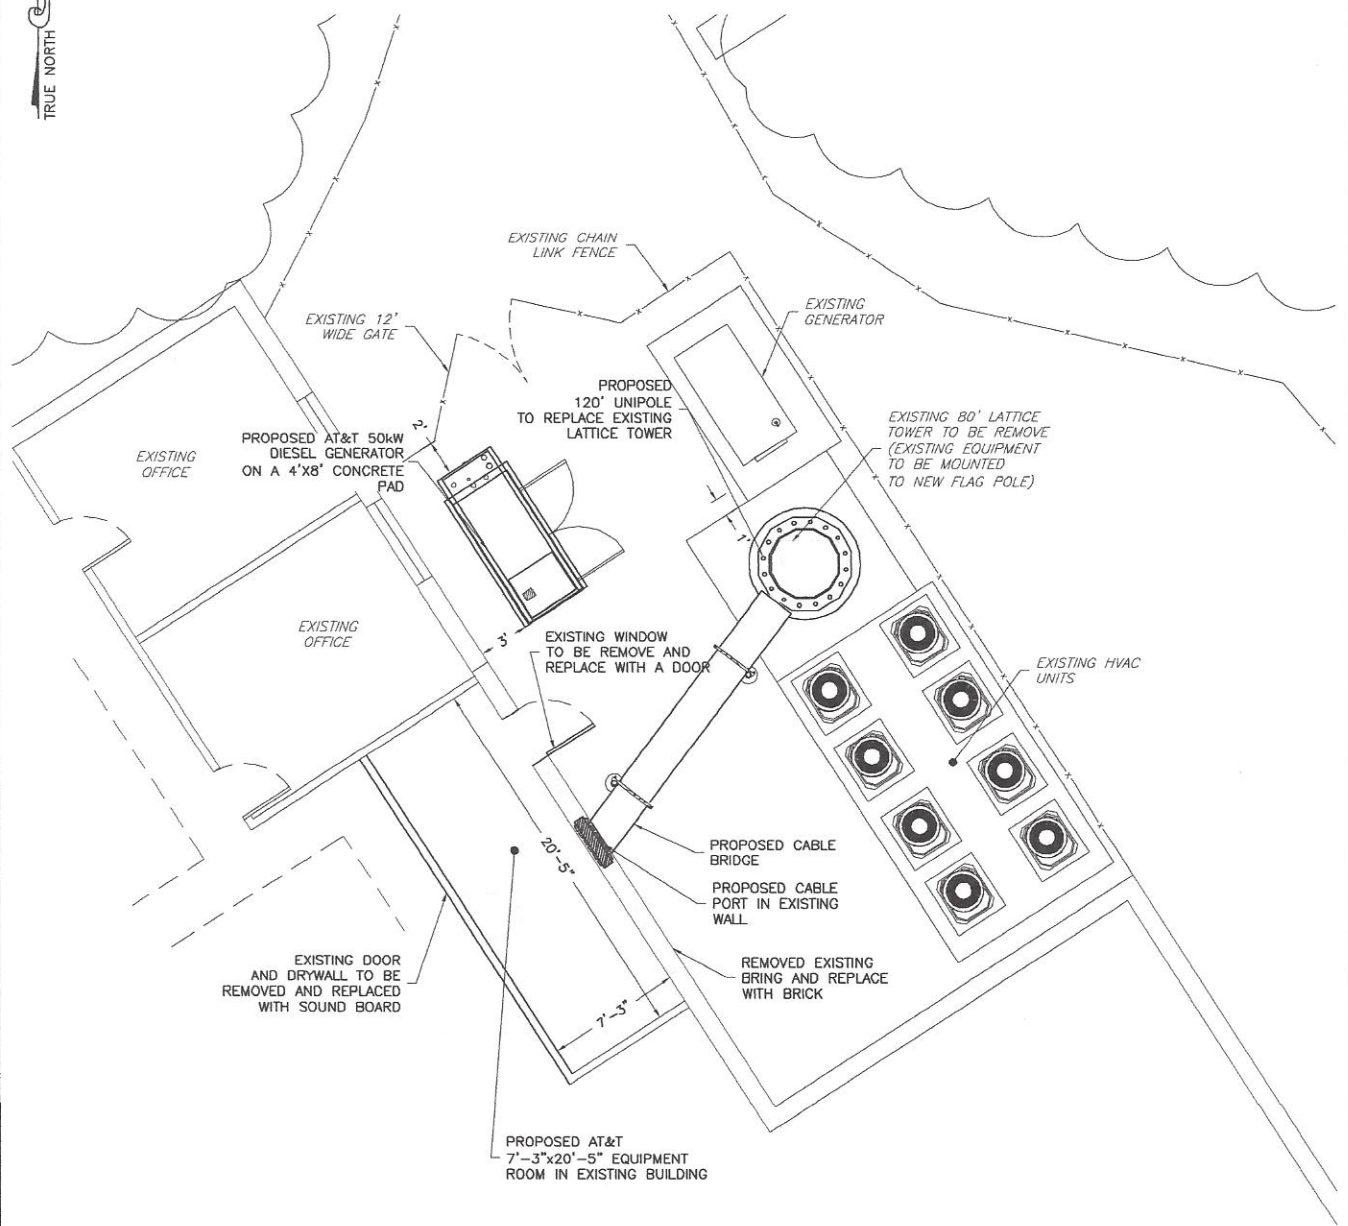 TRUE NORTH
EXISTING CHAIN
LINK FENCE
EXISTING 12'
WIDE GATE
EXISTING
GENERATOR
PROPOSED
120' UNIPOLE
TO REPLACE EXISTING
LATTICE TOWER
EXISTING 80' LATTICE
TOWER TO BE REMOVE
(EXISTING EQUIPMENT
TO BE MOUNTED
TO NEW FLAG POLE)
2'
PROPOSED AT&T 50kW
DIESEL GENERATOR
ON A 4'X8' CONCRETE
PAD
EXISTING
OFFICE
1'
EXISTING
OFFICE
3'
EXISTING WINDOW
TO BE REMOVE AND
REPLACE WITH A DOOR
EXISTING HVAC
UNITS
20'-5"
PROPOSED CABLE
BRIDGE
PROPOSED CABLE
PORT IN EXISTING
WALL
EXISTING DOOR
AND DRYWALL TO BE
REMOVED AND REPLACED
WITH SOUND BOARD
REMOVED EXISTING
BRING AND REPLACE
WITH BRICK
7'-3"
PROPOSED AT&T
7'-3"x20'-5" EQUIPMENT
ROOM IN EXISTING BUILDING